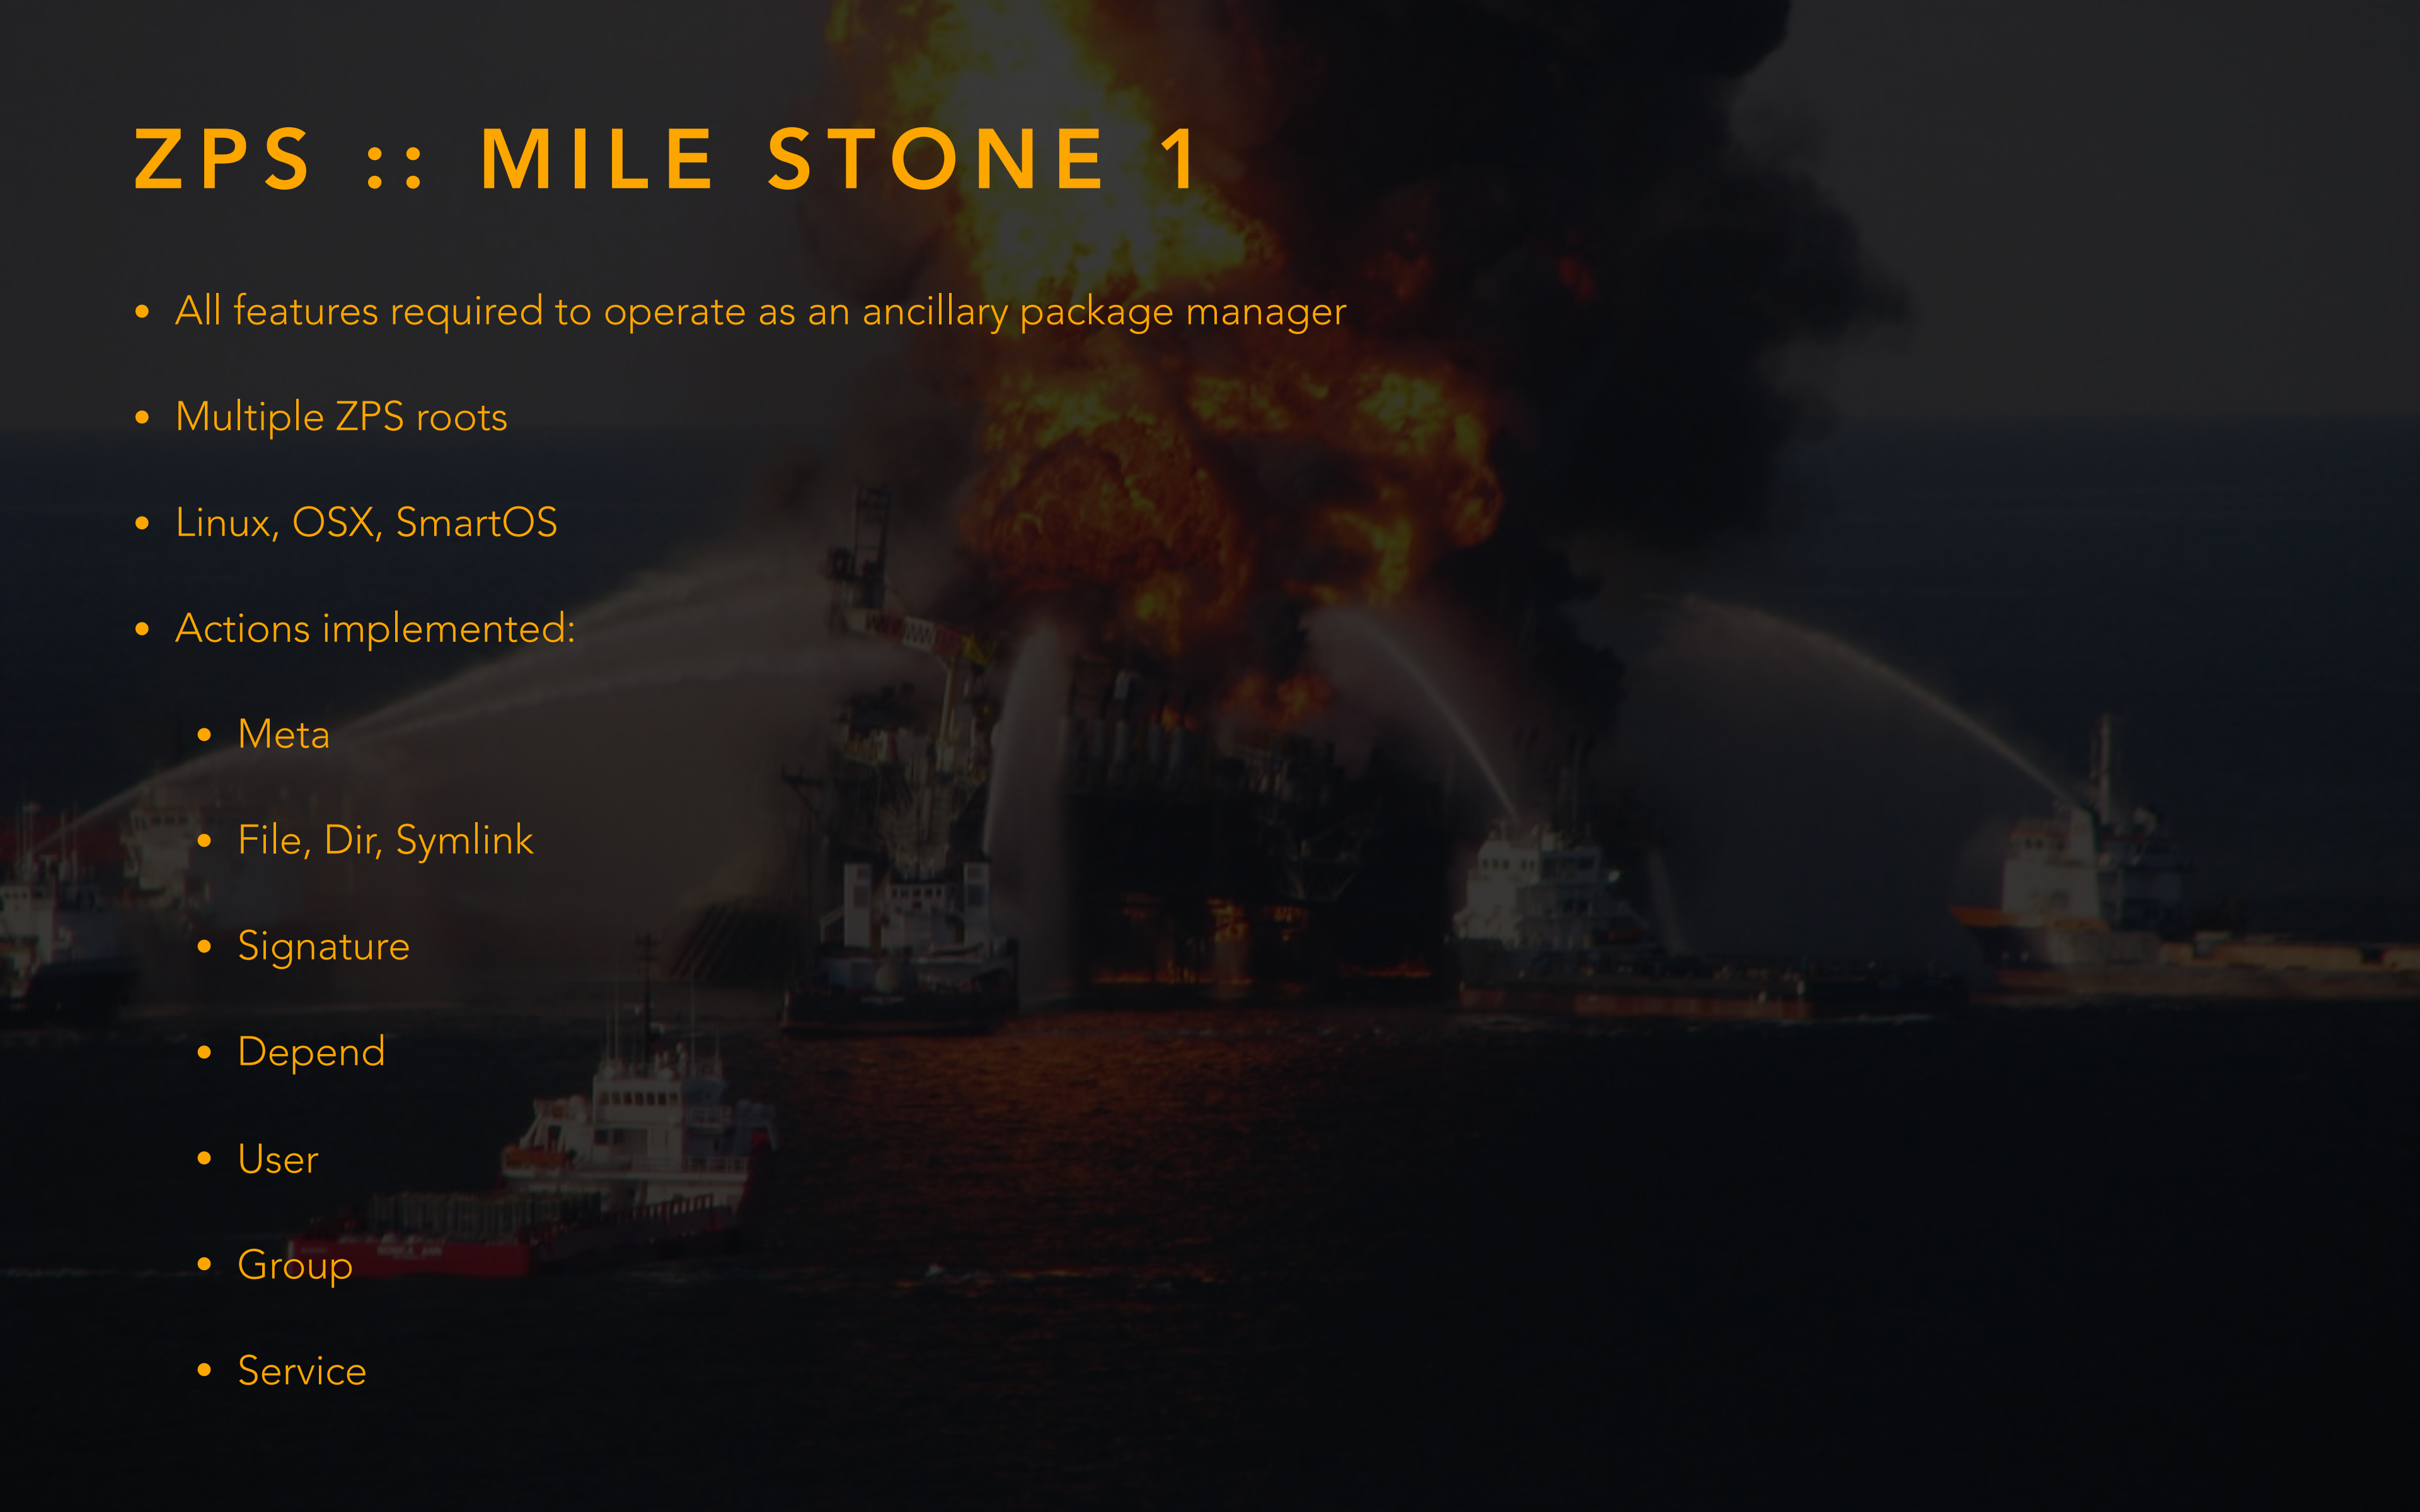 ZPS :: MILE STONE 1
• All features required to operate as an ancillary package manager
• Multiple ZPS roots
• Linux, OSX, SmartOS
• Actions implemented:
• Meta
• File, Dir, Symlink
• Signature
• Depend
• User
• Group
• Service